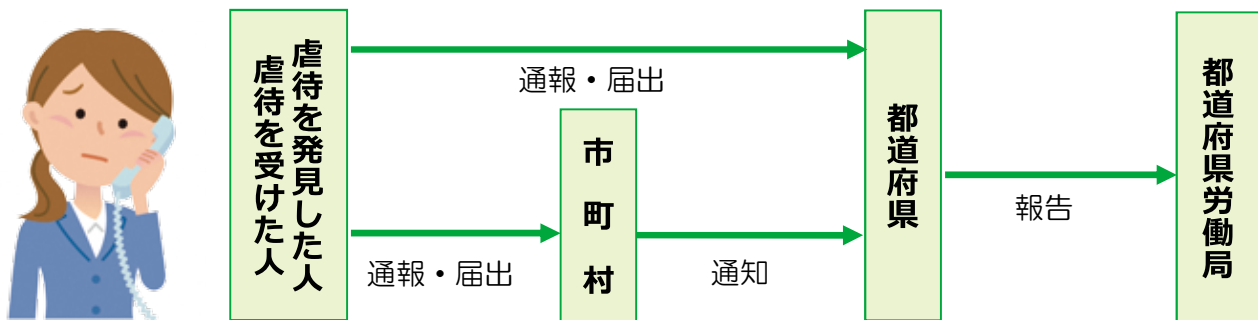 虐待を発見した人
虐待を受けた人
通報・届出
通報・届出
市町村
通知
都道府県
報告
都道府県労働局